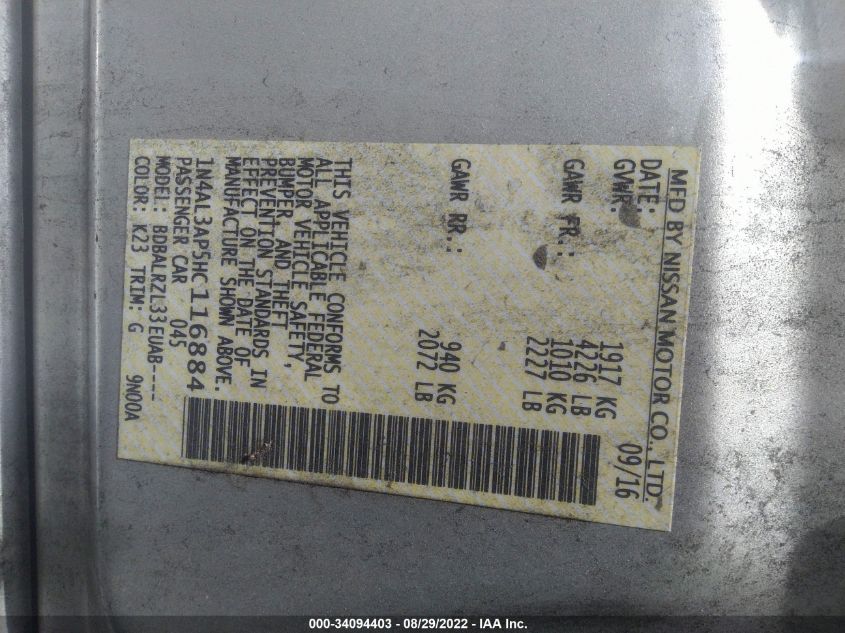 MFD BY NISSAN MOTOR CO., LTD.
DATE: 09/16
GVWR: 1917 KG
4226 LB
GAWR FR.: 1010 KG
2227 LB
GAWR RR.: 940 KG
2072 LB
THIS VEHICLE CONFORMS TO
ALL APPLICABLE FEDERAL
MOTOR VEHICLE SAFETY,
BUMPER AND THEFT
PREVENTION STANDARDS IN
EFFECT ON THE DATE OF
MANUFACTURE SHOWN ABOVE.
1N4AL3AP5HC116884
PASSENGER CAR 045
MODEL: BDBALRZL33EUAB----
COLOR: K23 TRIM: G 9N00A
000-34094403 - 08/29/2022 - IAA Inc.